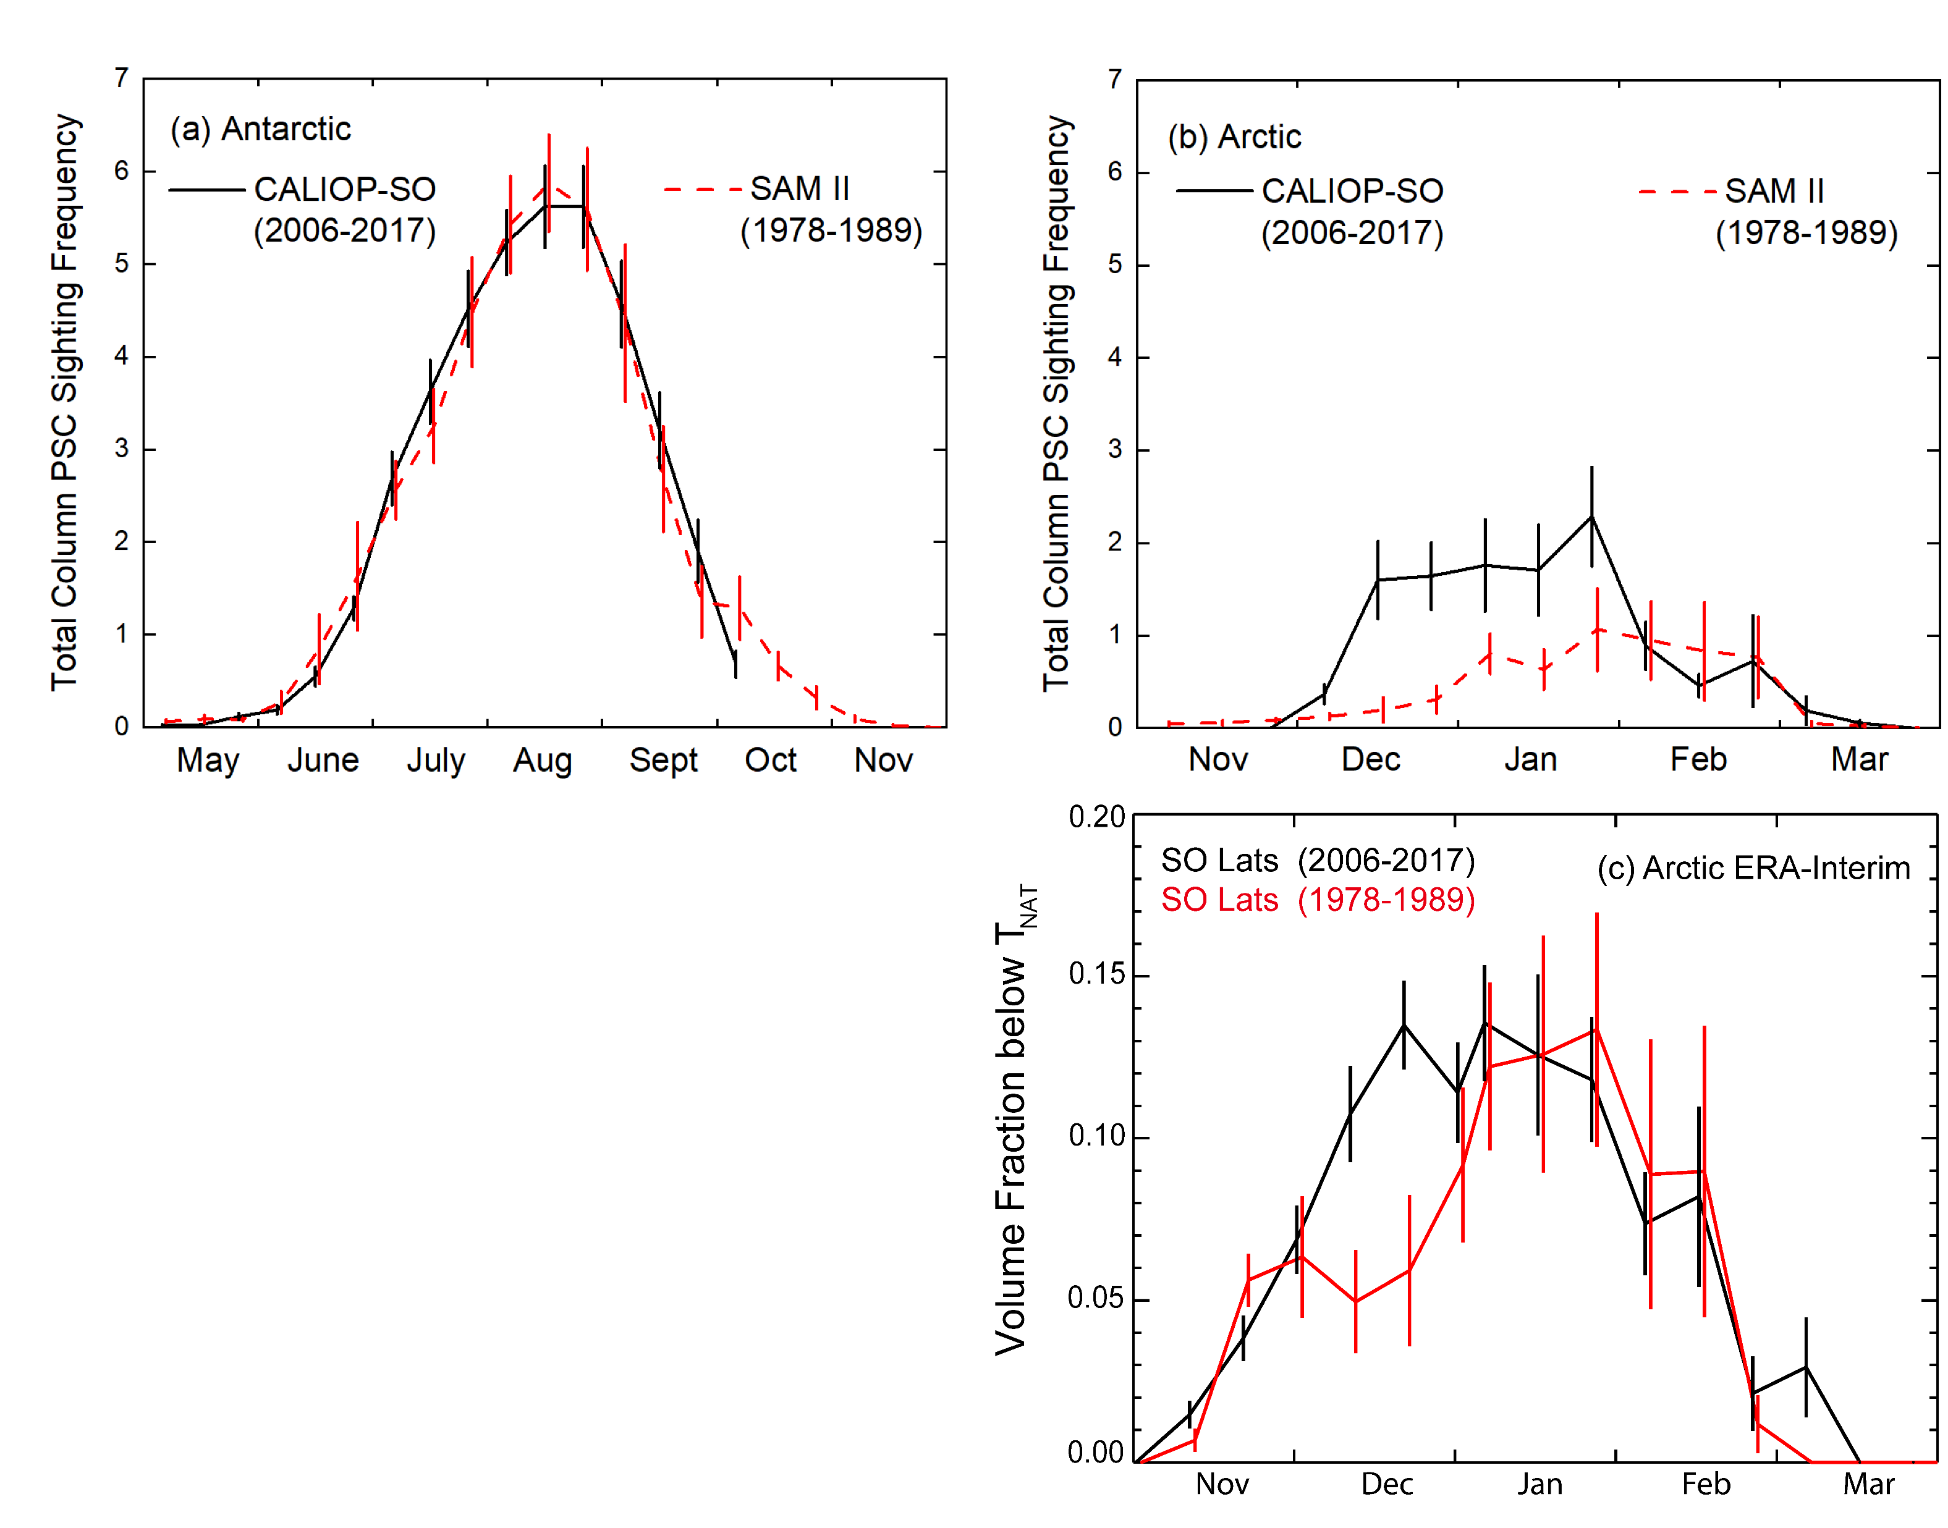 (a) Antarctic
CALIOP-SO
(2006-2017)
SAM II
(1978-1989)
Total Column PSC Sighting Frequency
7
6
5
4
3
2
1
0
May June July Aug Sept Oct Nov
(b) Arctic
CALIOP-SO
(2006-2017)
SAM II
(1978-1989)
Total Column PSC Sighting Frequency
7
6
5
4
3
2
1
0
Nov Dec Jan Feb Mar
SO Lats (2006-2017)
SO Lats (1978-1989)
(c) Arctic ERA-Interim
Volume Fraction below TNAT
0.20
0.15
0.10
0.05
0.00
Nov Dec Jan Feb Mar